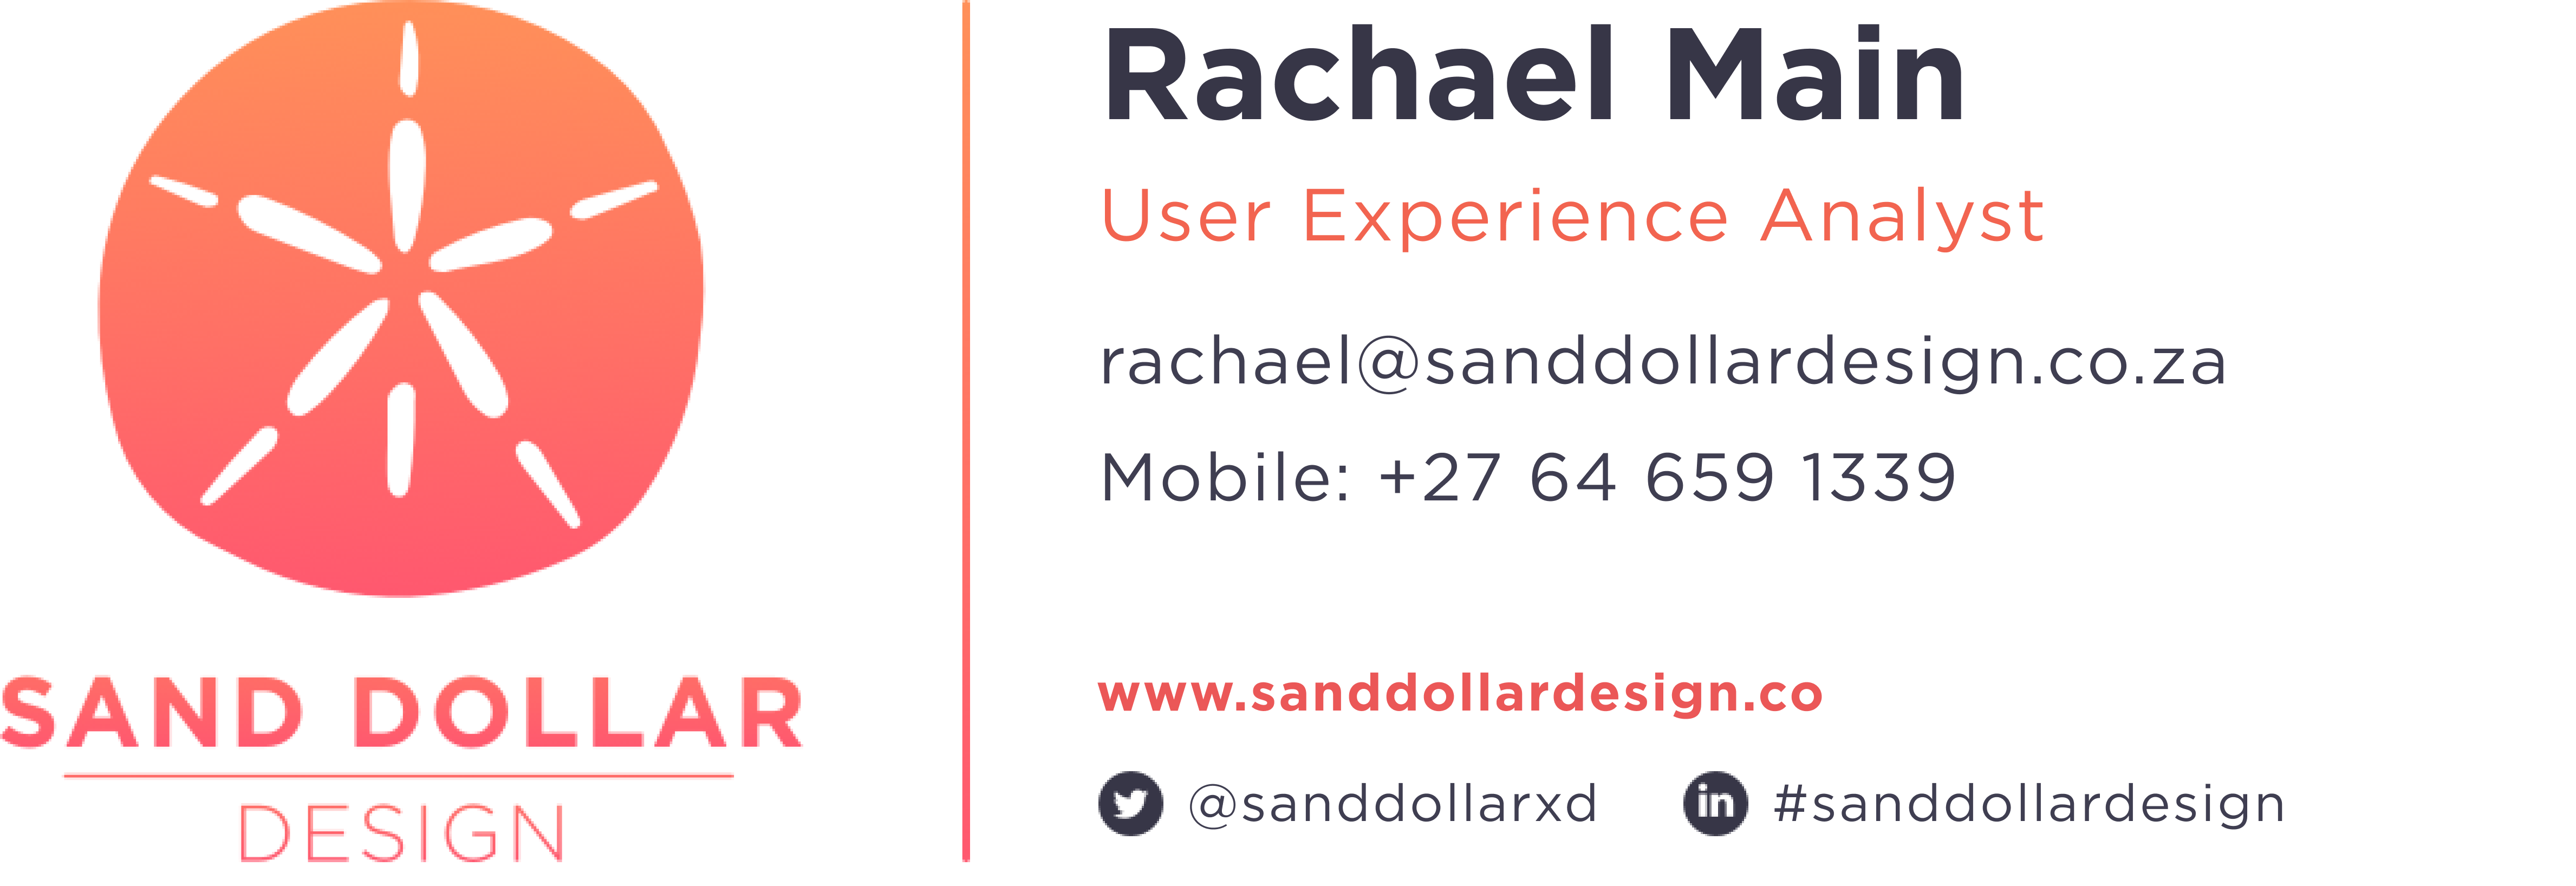 SAND DOLLAR
DESIGN
Rachael Main
User Experience Analyst
rachael@sanddollardesign.co.za
Mobile: +27 64 659 1339
www.sanddollardesign.co
@sanddollarxd
in #sanddollardesign